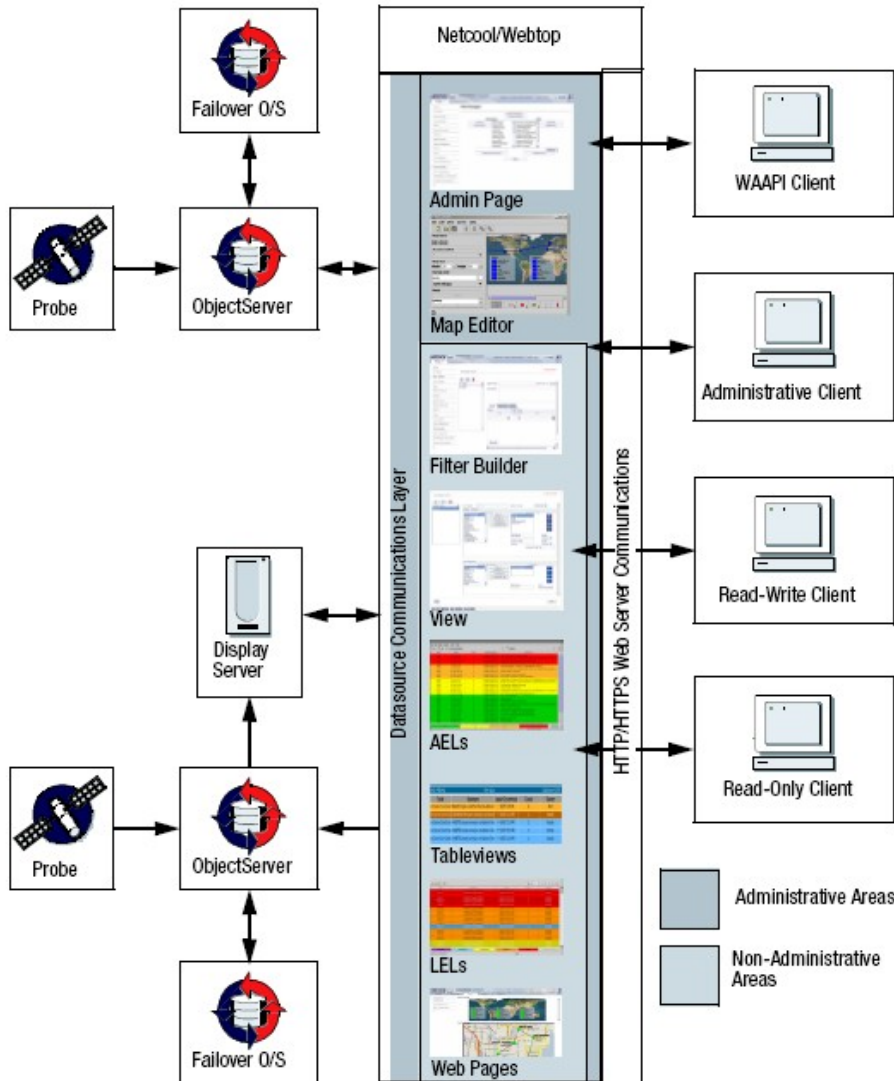 Netcool/Webtop
Failover O/S
Probe
ObjectServer
Display
Server
Probe
ObjectServer
Failover O/S
Datasource Communications Layer
Admin Page
Map Editor
Filter Builder
View
AELs
Tableviews
LELs
Web Pages
HTTP/HTTPS Web Server Communications
WAAPI Client
Administrative Client
Read-Write Client
Read-Only Client
Administrative Areas
Non-Administrative
Areas